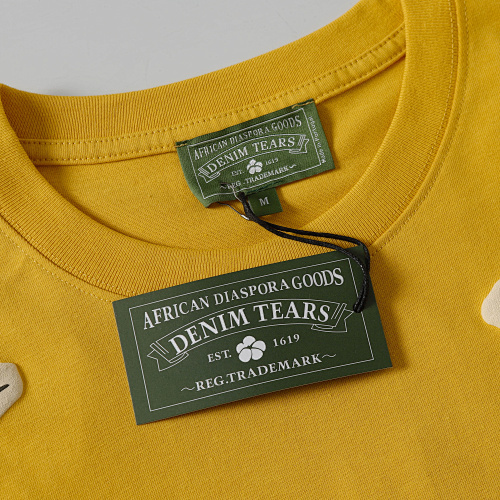 AFRICAN DIASPORA GOODS
DENIM TEARS
EST. 1619
REG. TRADEMARK
M
AFRICAN DIASPORA GOODS
DENIM TEARS
EST. 1619
~REG.TRADEMARK~